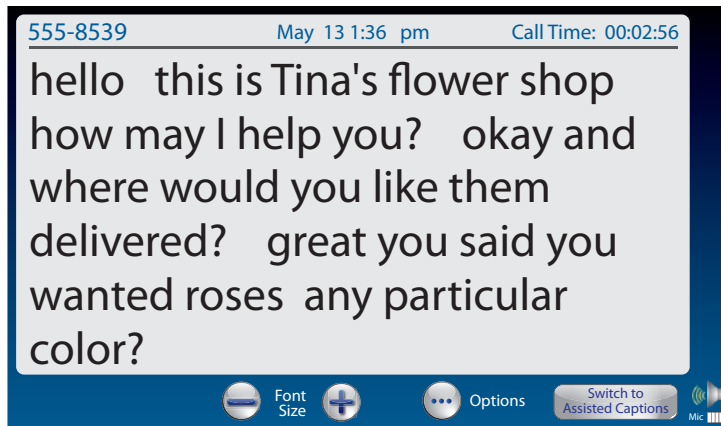 555-8539 May 13 1:36 pm Call Time: 00:02:56
hello this is Tina's flower shop
how may I help you? okay and
where would you like them
delivered? great you said you
wanted roses any particular
color?
Font
Size
Options
Switch to
Assisted Captions
Mic